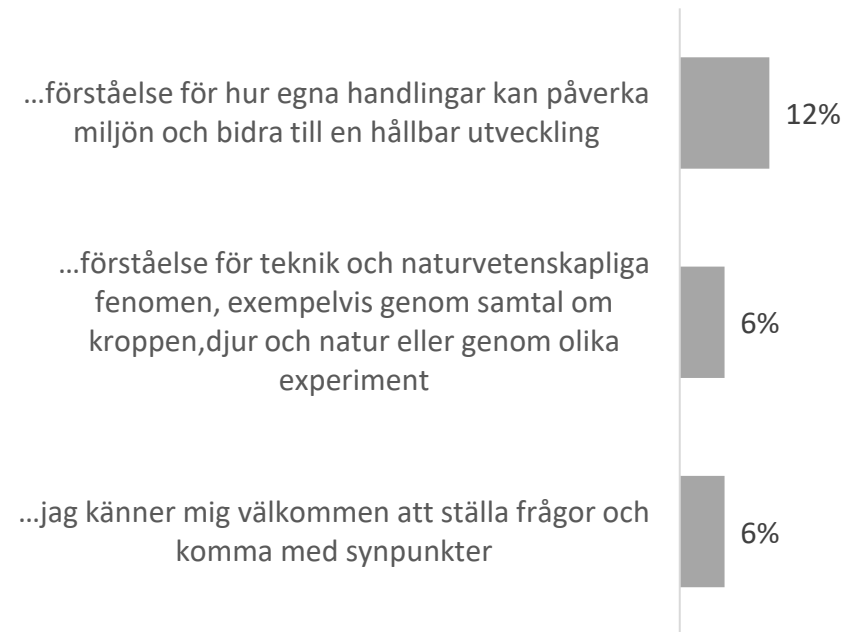 ...förståelse för hur egna handlingar kan påverka
miljön och bidra till en hållbar utveckling
12%
...förståelse för teknik och naturvetenskapliga
fenomen, exempelvis genom samtal om
kroppen,djur och natur eller genom olika
experiment
6%
...jag känner mig välkommen att ställa frågor och
komma med synpunkter
6%